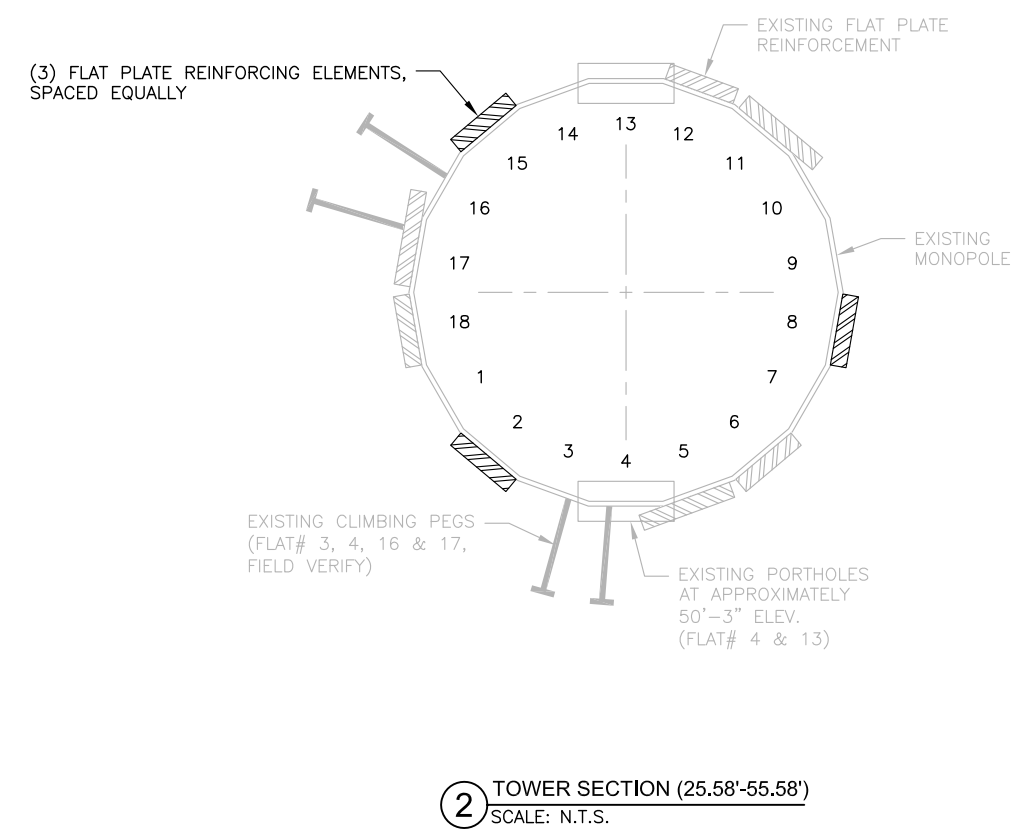 EXISTING FLAT PLATE
REINFORCEMENT
(3) FLAT PLATE REINFORCING ELEMENTS,
SPACED EQUALLY
13
14
12
15
11
16
10
17
9
EXISTING
MONOPOLE
18
8
1
7
2
6
3
5
4
EXISTING CLIMBING PEGS
(FLAT# 3, 4, 16 & 17,
FIELD VERIFY)
EXISTING PORTHOLES
AT APPROXIMATELY
50'-3" ELEV.
(FLAT# 4 & 13)
2
TOWER SECTION (25.58'-55.58')
SCALE: N.T.S.